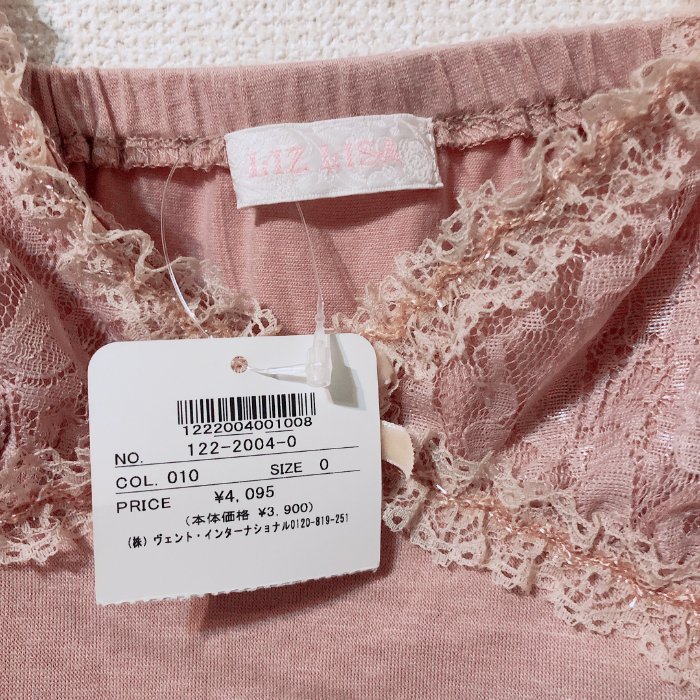 LIZ LISA
1222004001008
NO. 122-2004-0
COL. 010 SIZE 0
PRICE ¥4,095
(本体価格 ¥3,900)
(株)ヴェント・インターナショナル0120-819-251